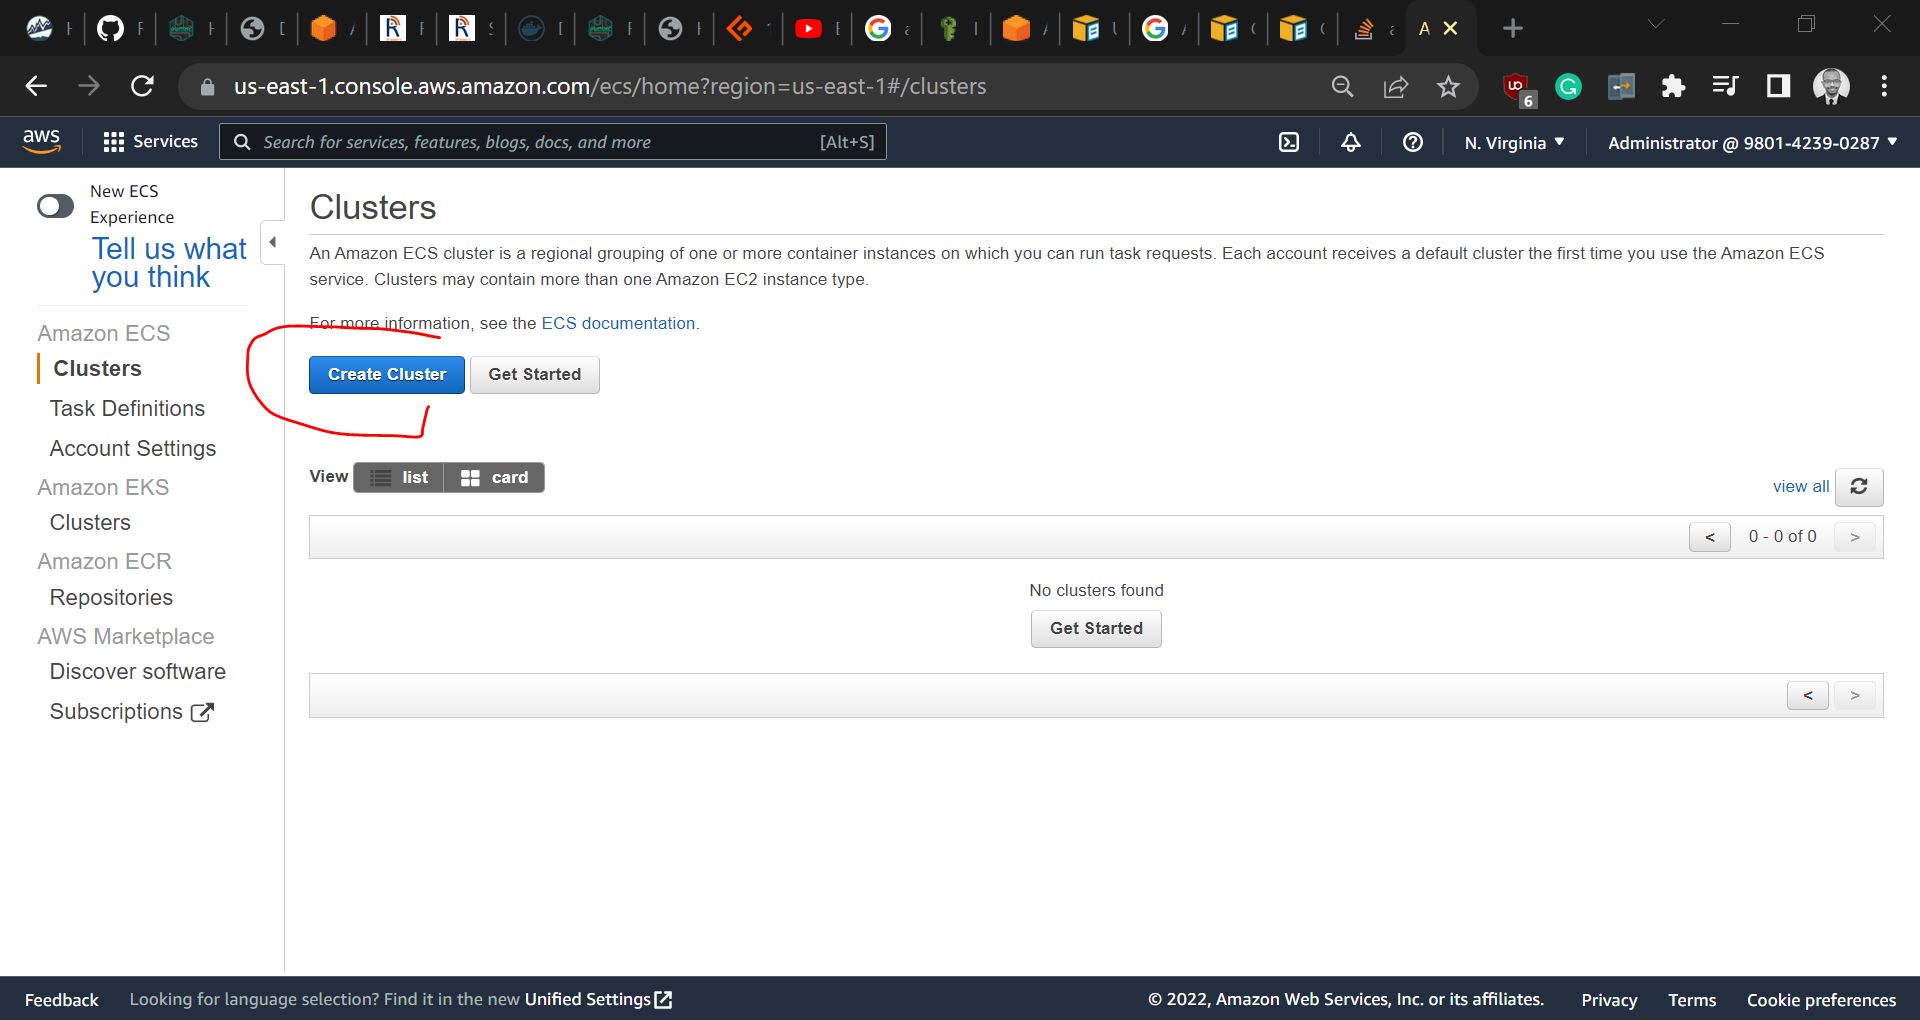 A
us-east-1.console.aws.amazon.com/ecs/home?region=us-east-1#/clusters
6
aws
Services
Search for services, features, blogs, docs, and more [Alt+S]
N. Virginia
Administrator @ 9801-4239-0287
New ECS
Experience
Tell us what
you think
Amazon ECS
Clusters
Task Definitions
Account Settings
Amazon EKS
Clusters
Amazon ECR
Repositories
AWS Marketplace
Discover software
Subscriptions
Clusters
An Amazon ECS cluster is a regional grouping of one or more container instances on which you can run task requests. Each account receives a default cluster the first time you use the Amazon ECS
service. Clusters may contain more than one Amazon EC2 instance type.
For more information, see the ECS documentation.
Create Cluster
Get Started
View list card
view all
< 0 - 0 of 0 >
No clusters found
Get Started
< >
Feedback
Looking for language selection? Find it in the new Unified Settings
© 2022, Amazon Web Services, Inc. or its affiliates.
Privacy
Terms
Cookie preferences